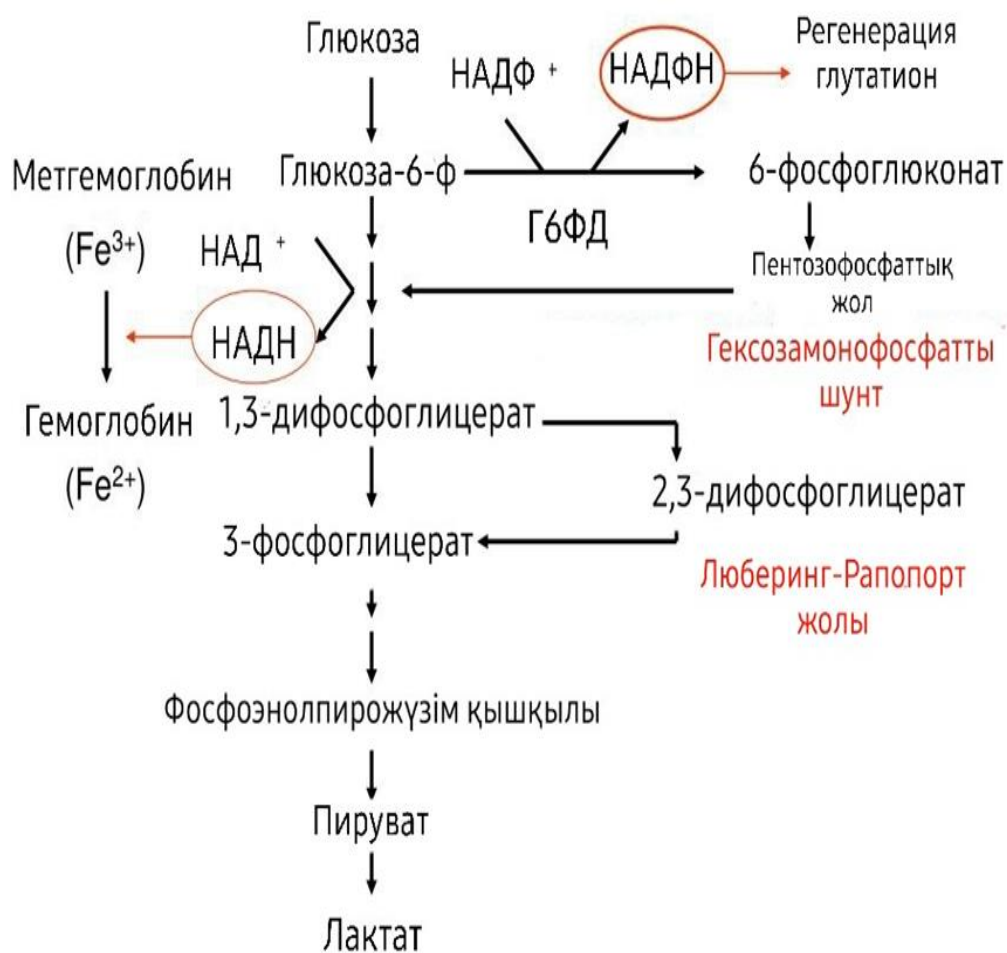 Глюкоза
НАДФ +
НАДФН
Регенерация
глутатион
Метгемоглобин
(Fe³⁺)
Глюкоза-6-ф
6-фосфоглюконат
Г6ФД
НАД +
Пентозофосфаттық
жол
НАДН
Гексозамонофосфатты
шунт
Гемоглобин
(Fe²⁺)
1,3-дифосфоглицерат
2,3-дифосфоглицерат
3-фосфоглицерат
Люберинг-Рапопорт
жолы
Фосфоэнолпирожүзім қышқылы
Пируват
Лактат